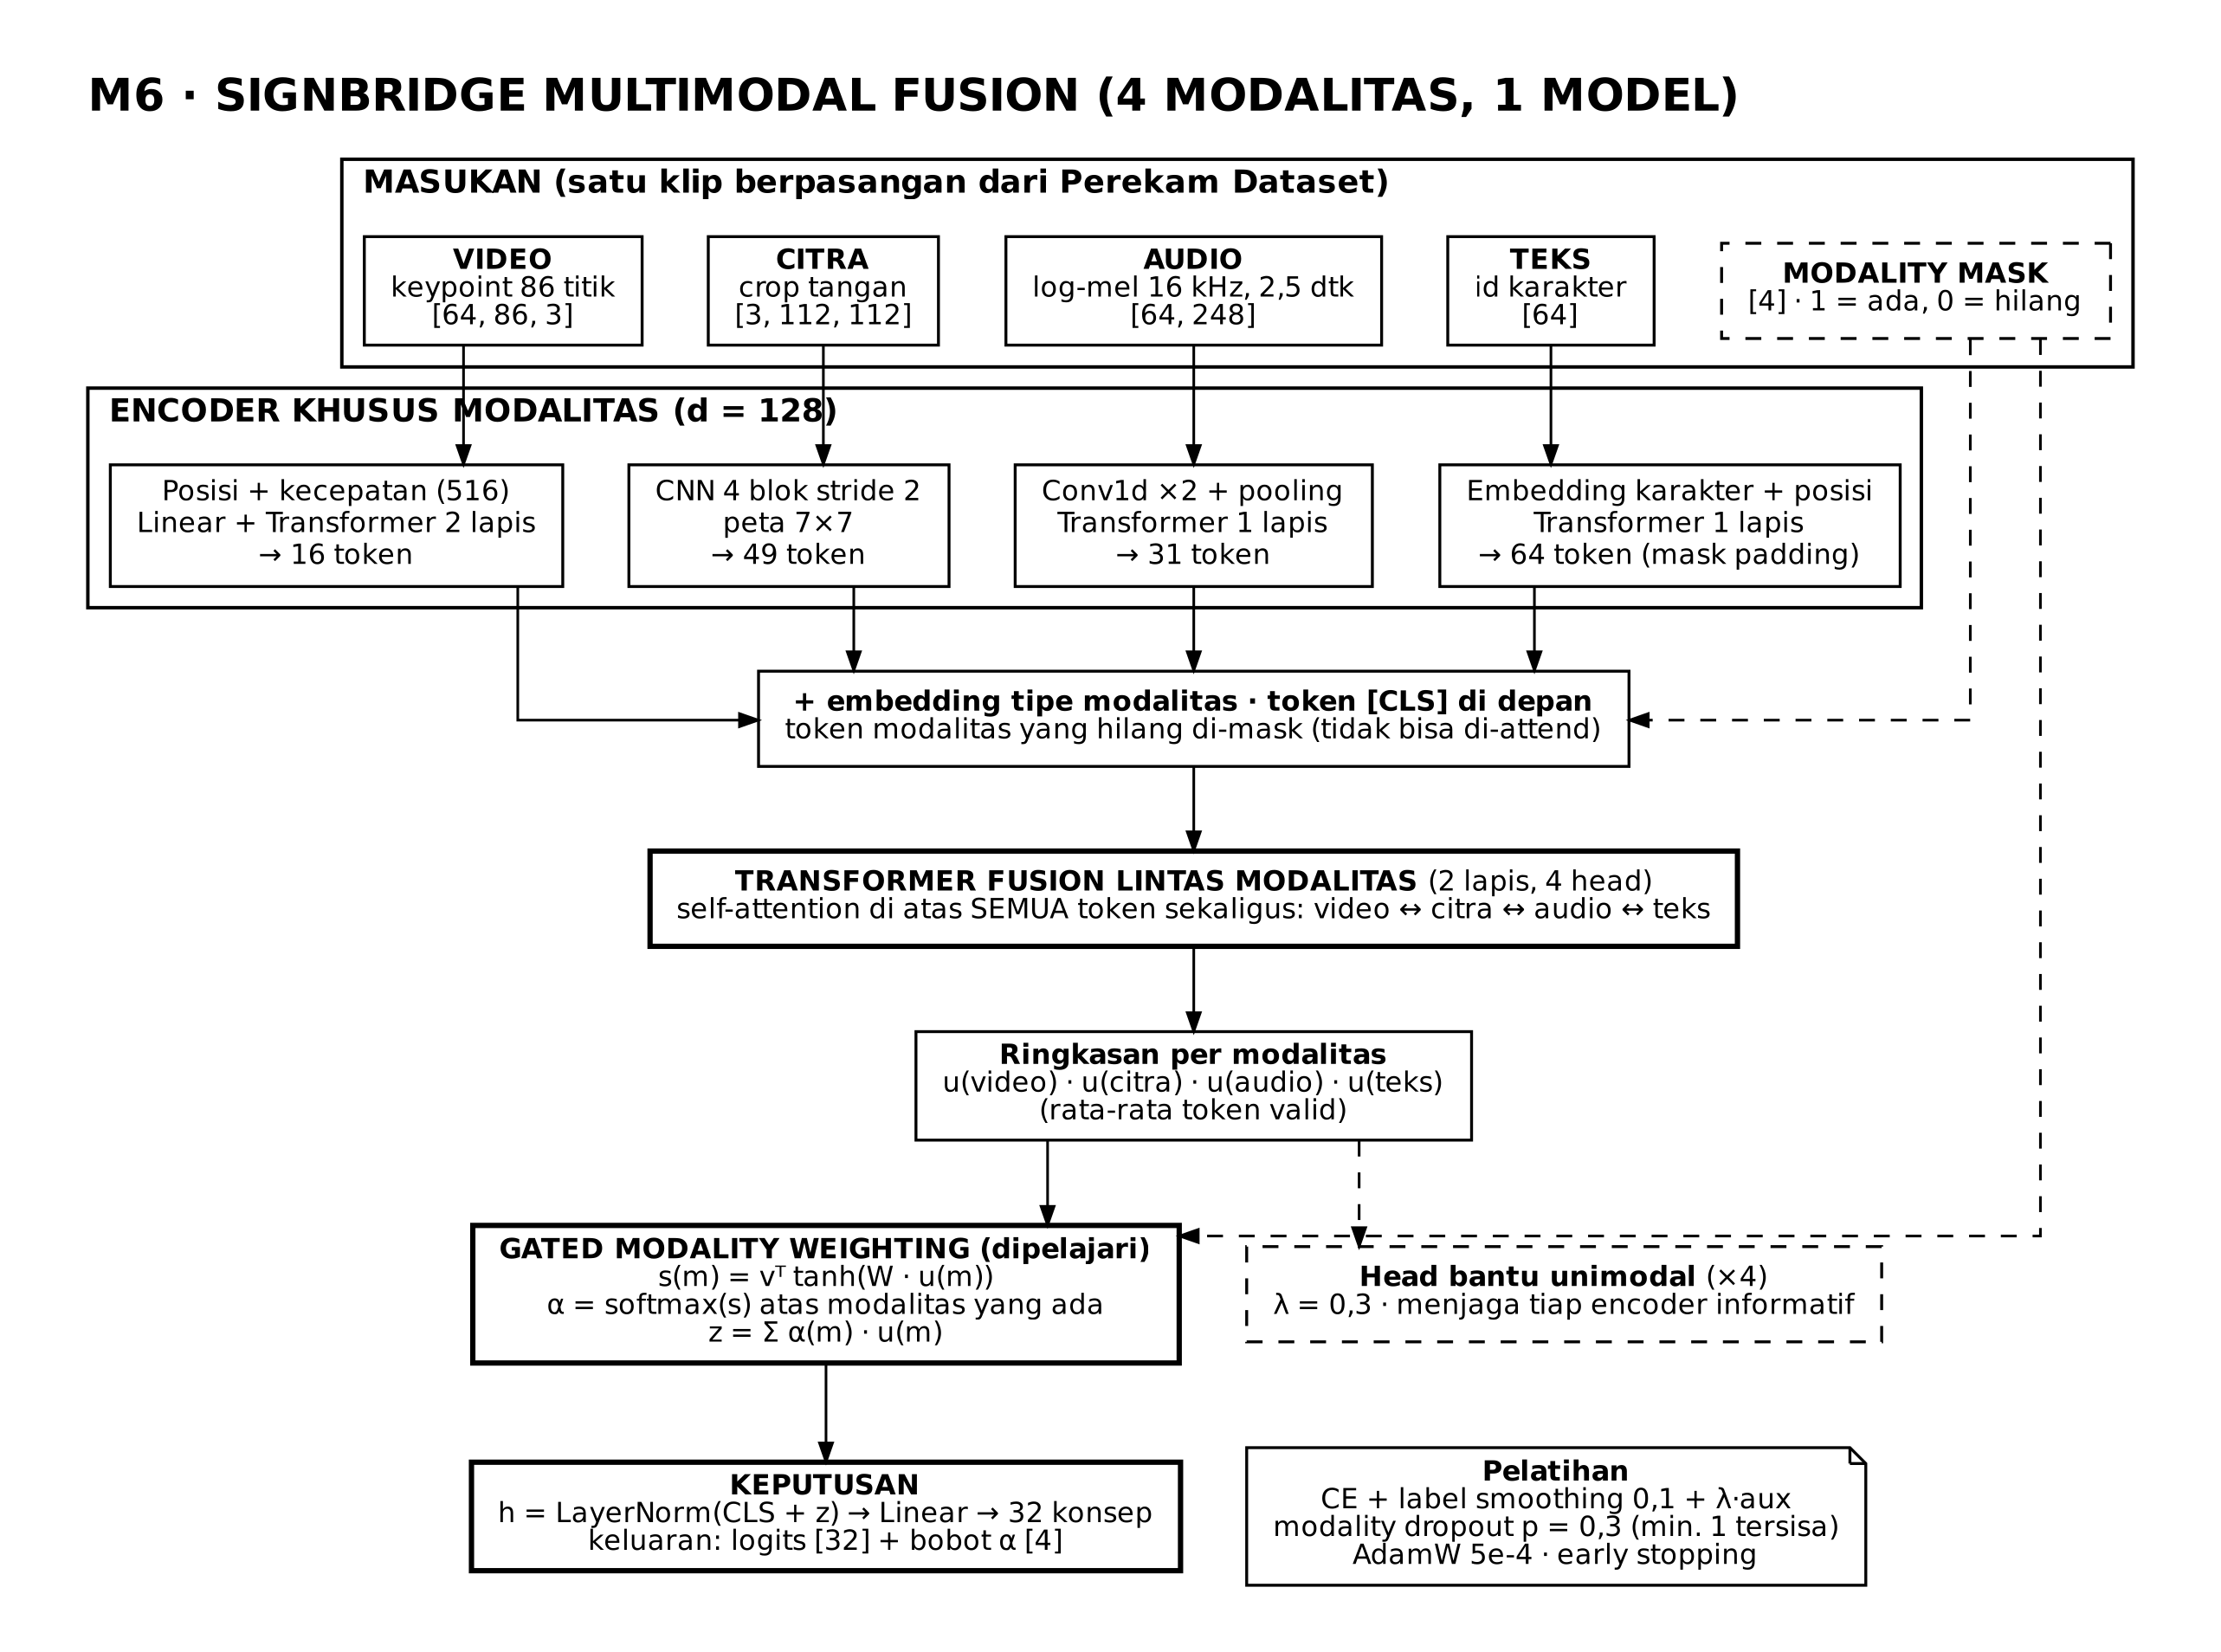 M6 · SIGNBRIDGE MULTIMODAL FUSION (4 MODALITAS, 1 MODEL)
MASUKAN (satu klip berpasangan dari Perekam Dataset)
VIDEO
keypoint 86 titik
[64, 86, 3]
CITRA
crop tangan
[3, 112, 112]
AUDIO
log-mel 16 kHz, 2,5 dtk
[64, 248]
TEKS
id karakter
[64]
MODALITY MASK
[4] · 1 = ada, 0 = hilang
ENCODER KHUSUS MODALITAS (d = 128)
Posisi + kecepatan (516)
Linear + Transformer 2 lapis
→ 16 token
CNN 4 blok stride 2
peta 7×7
→ 49 token
Conv1d ×2 + pooling
Transformer 1 lapis
→ 31 token
Embedding karakter + posisi
Transformer 1 lapis
→ 64 token (mask padding)
+ embedding tipe modalitas · token [CLS] di depan
token modalitas yang hilang di-mask (tidak bisa di-attend)
TRANSFORMER FUSION LINTAS MODALITAS (2 lapis, 4 head)
self-attention di atas SEMUA token sekaligus: video ↔ citra ↔ audio ↔ teks
Ringkasan per modalitas
u(video) · u(citra) · u(audio) · u(teks)
(rata-rata token valid)
GATED MODALITY WEIGHTING (dipelajari)
s(m) = vᵀ tanh(W · u(m))
α = softmax(s) atas modalitas yang ada
z = Σ α(m) · u(m)
Head bantu unimodal (×4)
λ = 0,3 · menjaga tiap encoder informatif
KEPUTUSAN
h = LayerNorm(CLS + z) → Linear → 32 konsep
keluaran: logits [32] + bobot α [4]
Pelatihan
CE + label smoothing 0,1 + λ·aux
modality dropout p = 0,3 (min. 1 tersisa)
AdamW 5e-4 · early stopping